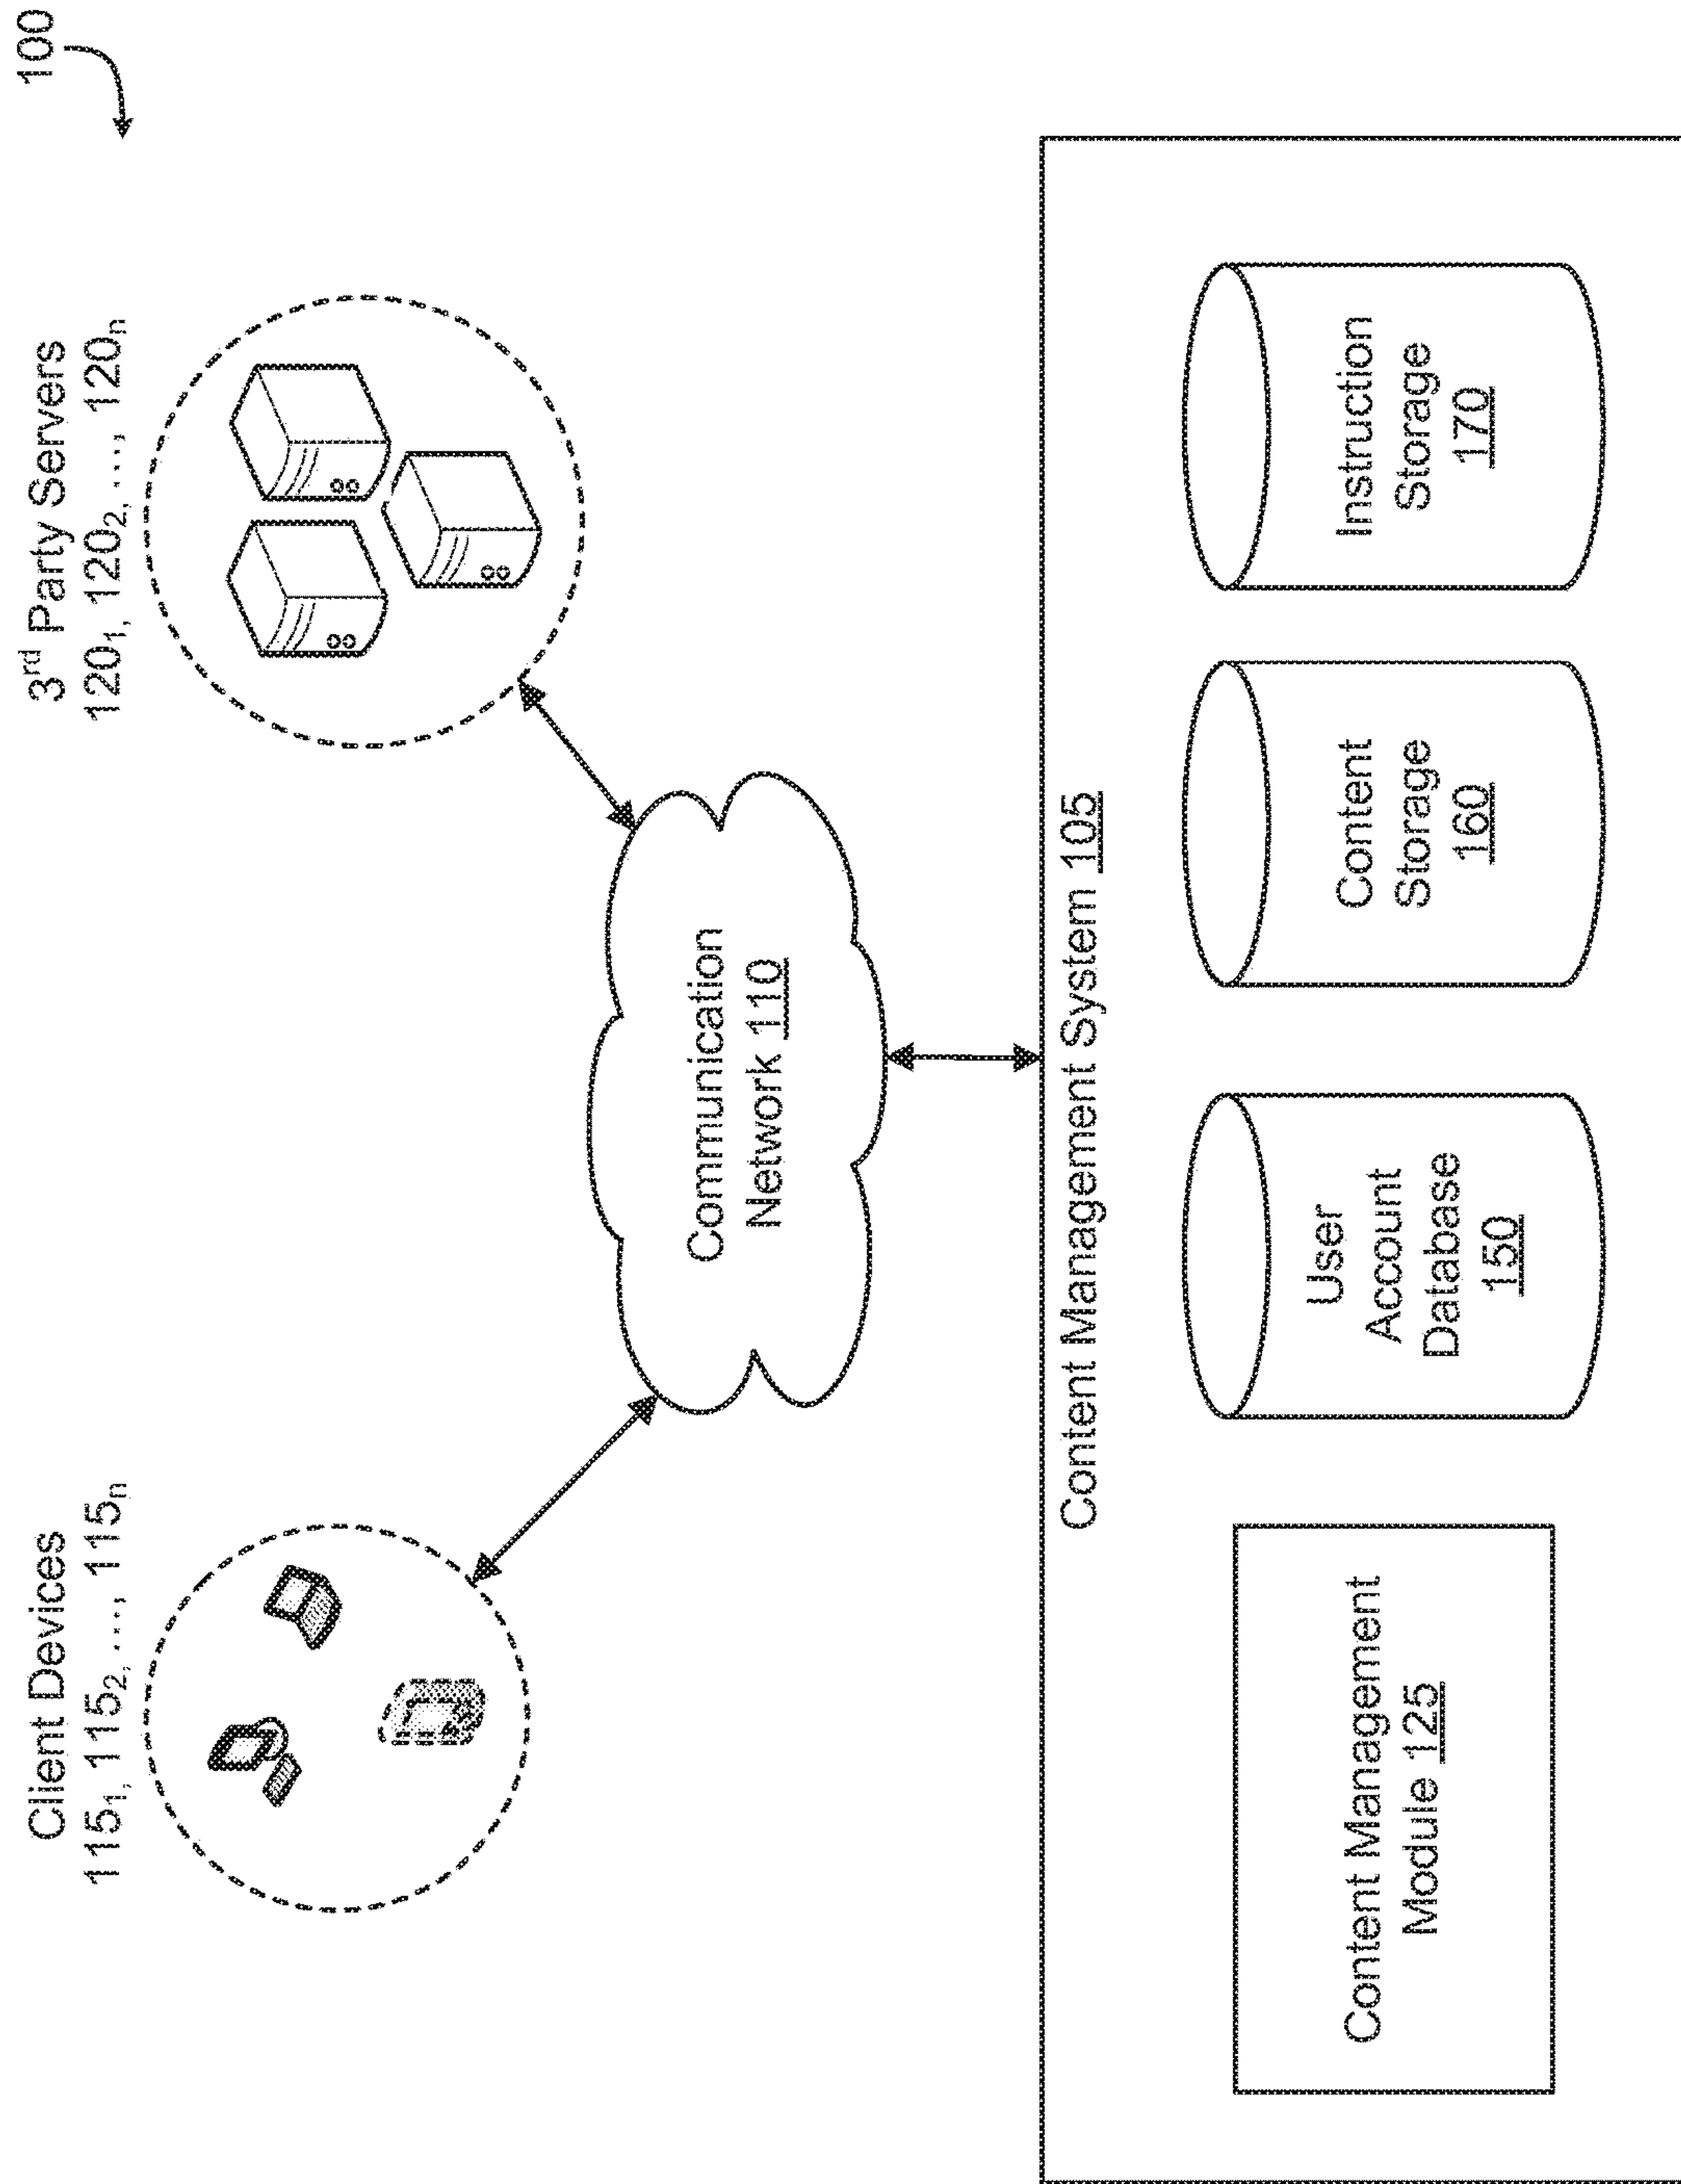 100
Client Devices
115₁, 115₂, ..., 115ₙ
3ʳᵈ Party Servers
120₁, 120₂, ..., 120ₙ
Communication
Network 110
Content Management System 105
Content Management
Module 125
User
Account
Database
150
Content
Storage
160
Instruction
Storage
170